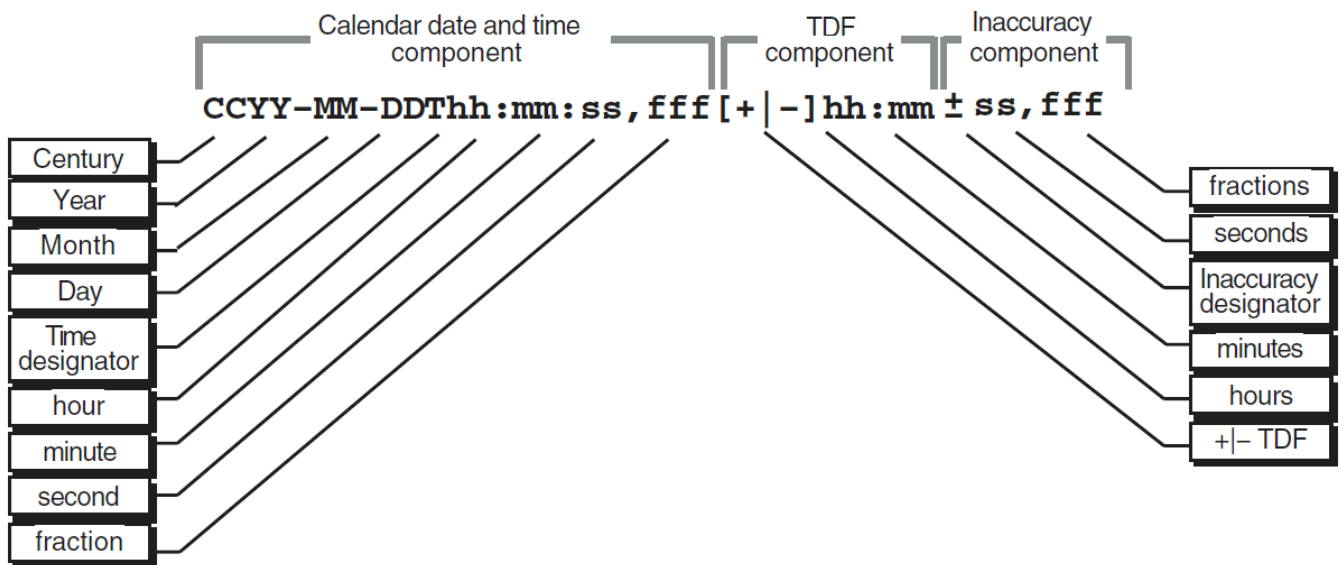 Calendar date and time
component
TDF
component
Inaccuracy
component
CCYY-MM-DDThh:mm:ss,fff[+|-]hh:mm±ss,fff
Century
Year
Month
Day
Time
designator
hour
minute
second
fraction
fractions
seconds
Inaccuracy
designator
minutes
hours
+|– TDF